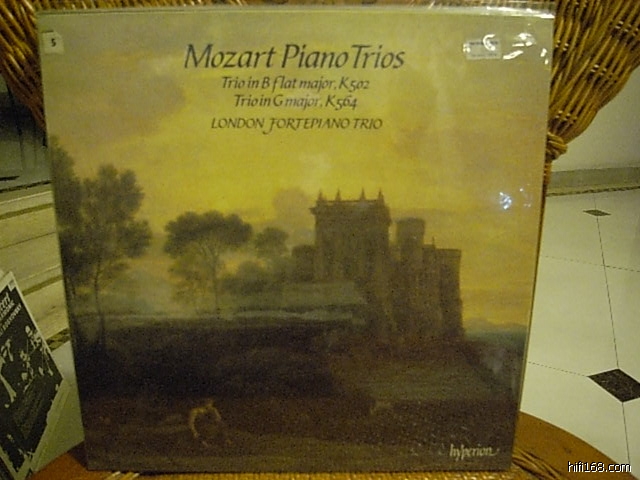 5
Mozart Piano Trios
Trio in B flat major, K502
Trio in G major, K564
LONDON FORTEPIANO TRIO
hyperion
hifi168.com